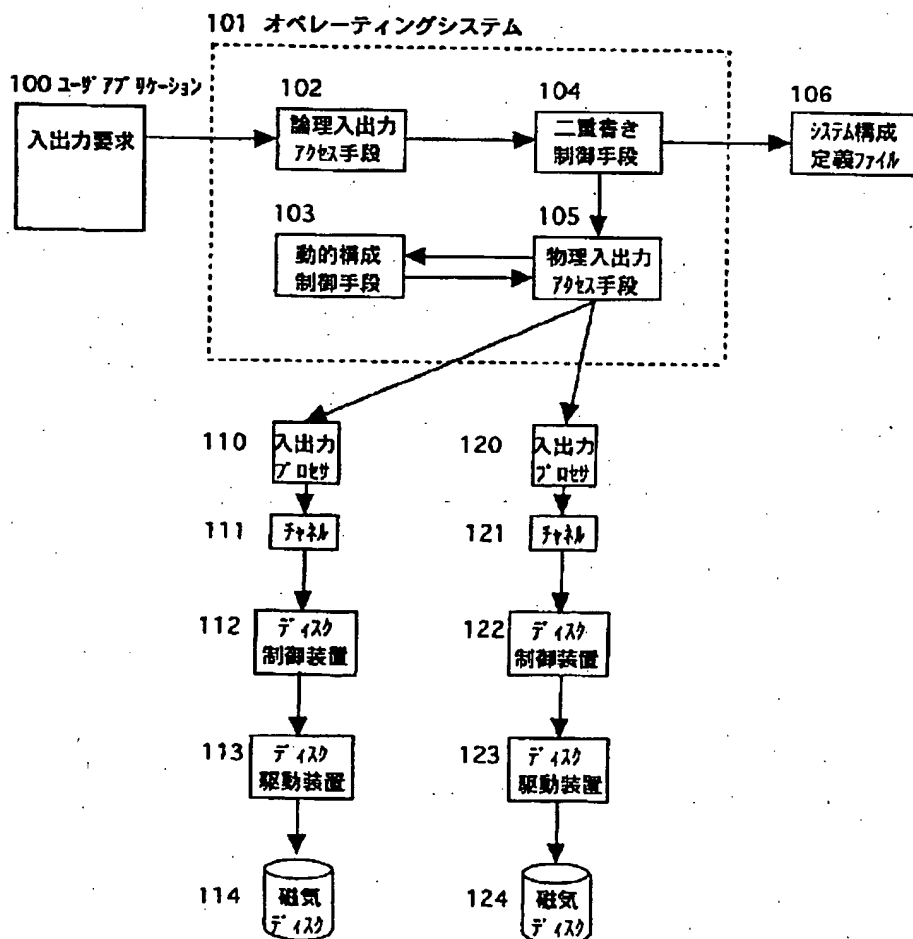 101 オペレーティングシステム
100 ユーザアプリケーション
入出力要求
102
論理入出力
アクセス手段
104
二重書き
制御手段
106
システム構成
定義ファイル
103
動的構成
制御手段
105
物理入出力
アクセス手段
110
入出力
プロセサ
120
入出力
プロセサ
111
チャネル
121
チャネル
112
ディスク
制御装置
122
ディスク
制御装置
113
ディスク
駆動装置
123
ディスク
駆動装置
114
磁気
ディスク
124
磁気
ディスク